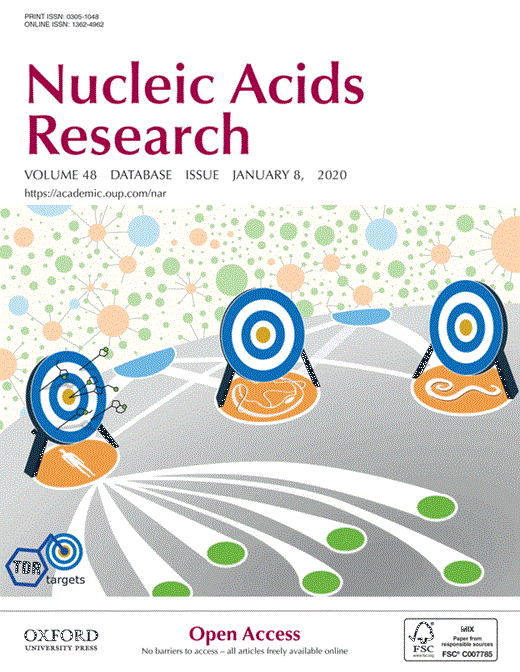 PRINT ISSN: 0305-1048
ONLINE ISSN: 1362-4962
Nucleic Acids
Research
VOLUME 48 DATABASE ISSUE JANUARY 8, 2020
https://academic.oup.com/nar
TDR
targets
OXFORD
UNIVERSITY PRESS
Open Access
No barriers to access – all articles freely available online
FSC
www.fsc.org
MIX
Paper from
responsible sources
FSC® C007785